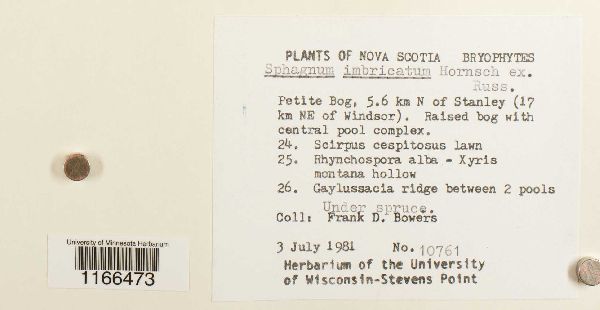 PLANTS OF NOVA SCOTIA BRYOPHYTES
Sphagnum imbricatum Hornsch ex.
Russ.
Petite Bog, 5.6 km N of Stanley (17
km NE of Windsor). Raised bog with
central pool complex.
24. Scirpus cespitosus lawn
25. Rhynchospora alba - Xyris
montana hollow
26. Gaylussacia ridge between 2 pools
Under spruce.
Coll: Frank D. Bowers
3 July 1981 No. 10761
Herbarium of the University
of Wisconsin-Stevens Point
University of Minnesota Herbarium
1166473